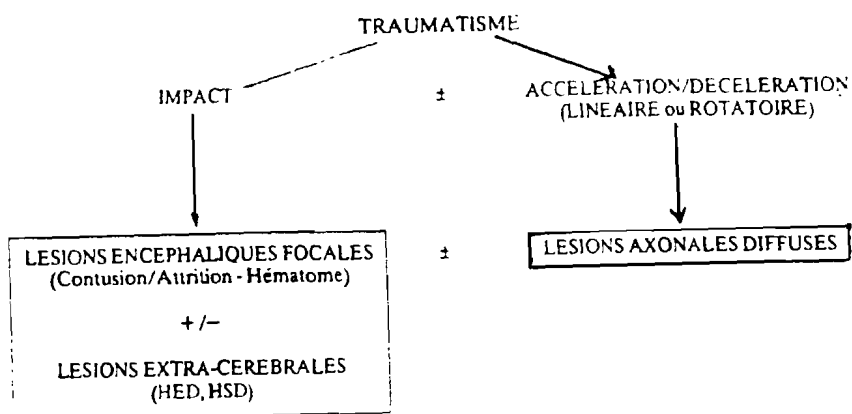 TRAUMATISME
IMPACT
±
ACCELERATION/DECELERATION
(LINEAIRE ou ROTATOIRE)
LESIONS ENCEPHALIQUES FOCALES
(Contusion/Attrition - Hématome)
+/–
LESIONS EXTRA-CEREBRALES
(HED, HSD)
±
LESIONS AXONALES DIFFUSES